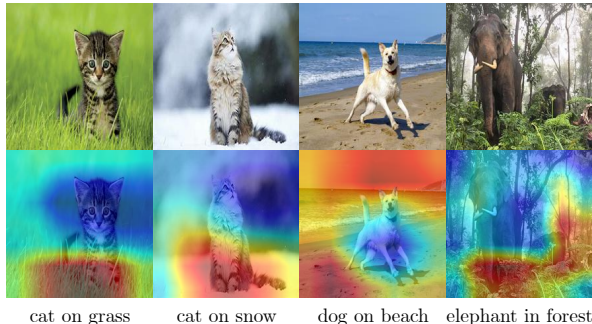 cat on grass
cat on snow
dog on beach
elephant in forest